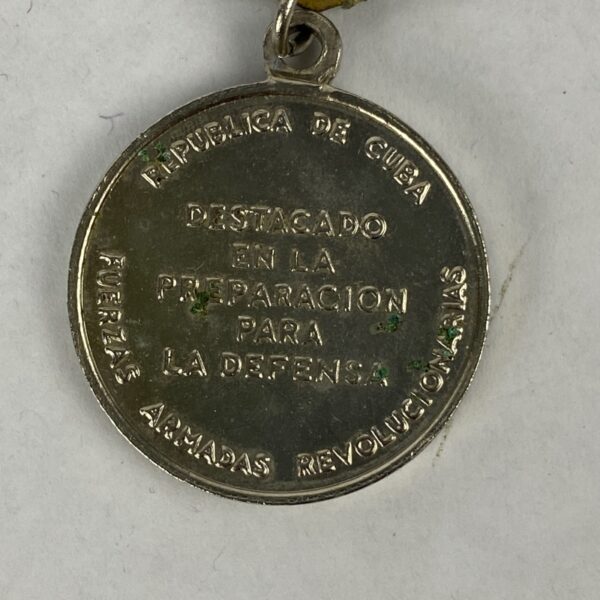 REPUBLICA DE CUBA
DESTACADO
EN LA
PREPARACION
PARA
LA DEFENSA
FUERZAS ARMADAS REVOLUCIONARIAS